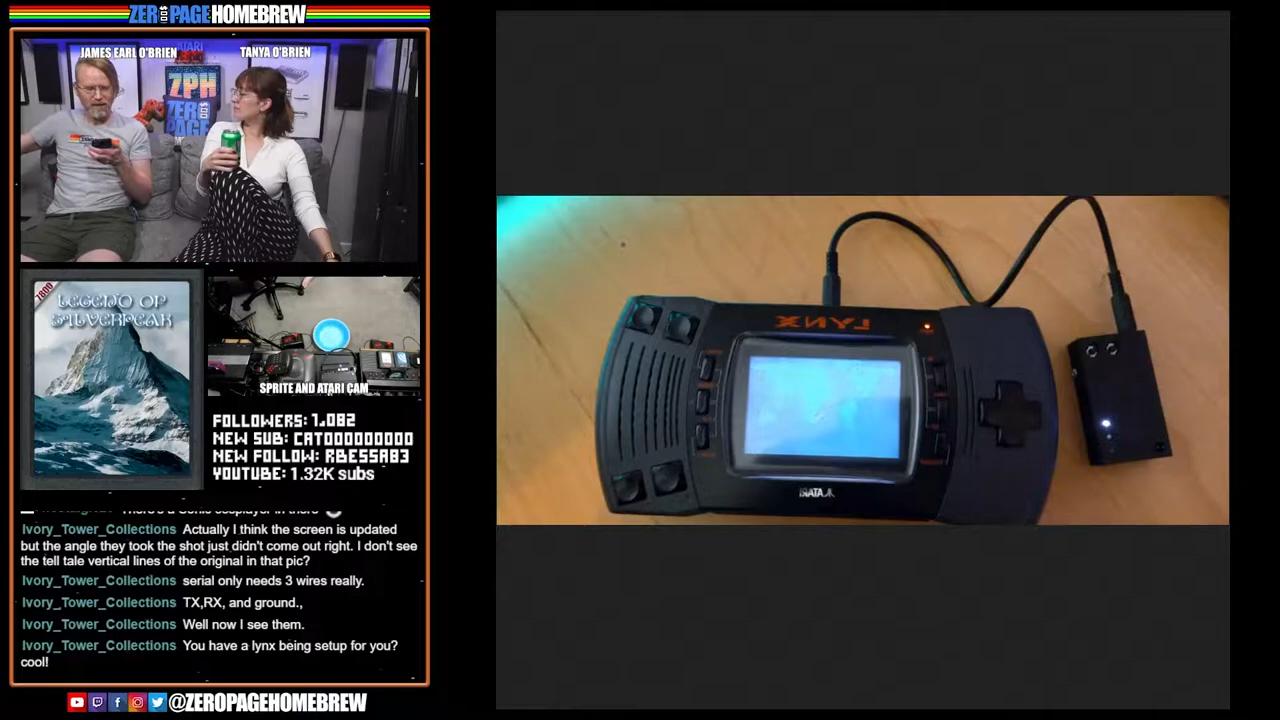 ZEROPAGEHOMEBREW
JAMES EARL O'BRIEN
TANYA O'BRIEN
ATARI
ZPH
ZERO
PAGE
7800
LEGEND OF
SILVERPEAK
SPRITE AND ATARI CAM
FOLLOWERS: 1,082
NEW SUB: CAT000000000
NEW FOLLOW: RBESSA83
YOUTUBE: 1.32K subs
Ivory_Tower_Collections Actually I think the screen is updated
but the angle they took the shot just didn't come out right. I don't see
the tell tale vertical lines of the original in that pic?
Ivory_Tower_Collections serial only needs 3 wires really.
Ivory_Tower_Collections TX,RX, and ground.,
Ivory_Tower_Collections Well now I see them.
Ivory_Tower_Collections You have a lynx being setup for you?
cool!
@ZEROPAGEHOMEBREW
LYNX
ATARI